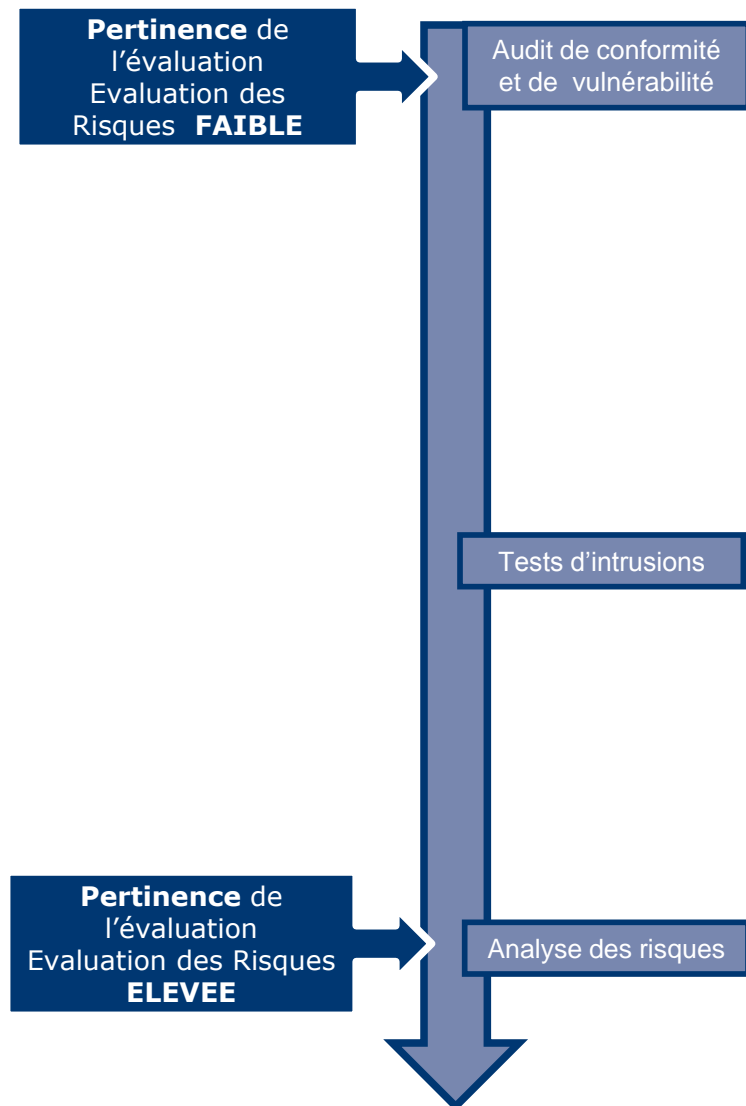 Pertinence de
l'évaluation
Evaluation des
Risques FAIBLE
Audit de conformité
et de vulnérabilité
Tests d'intrusions
Pertinence de
l'évaluation
Evaluation des Risques
ELEVEE
Analyse des risques